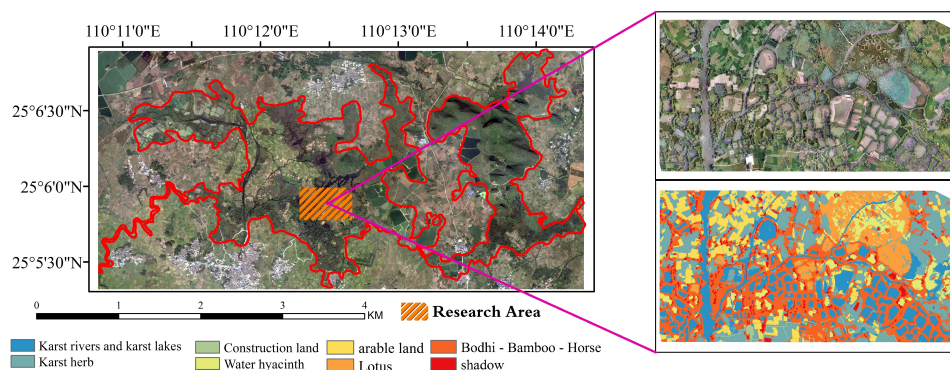 110°11'0"E 110°12'0"E 110°13'0"E 110°14'0"E
25°6'30"N
25°6'0"N
25°5'30"N
0 1 2 3 4
KM
Research Area
Karst rivers and karst lakes
Construction land
arable land
Bodhi - Bamboo - Horse
Karst herb
Water hyacinth
Lotus
shadow